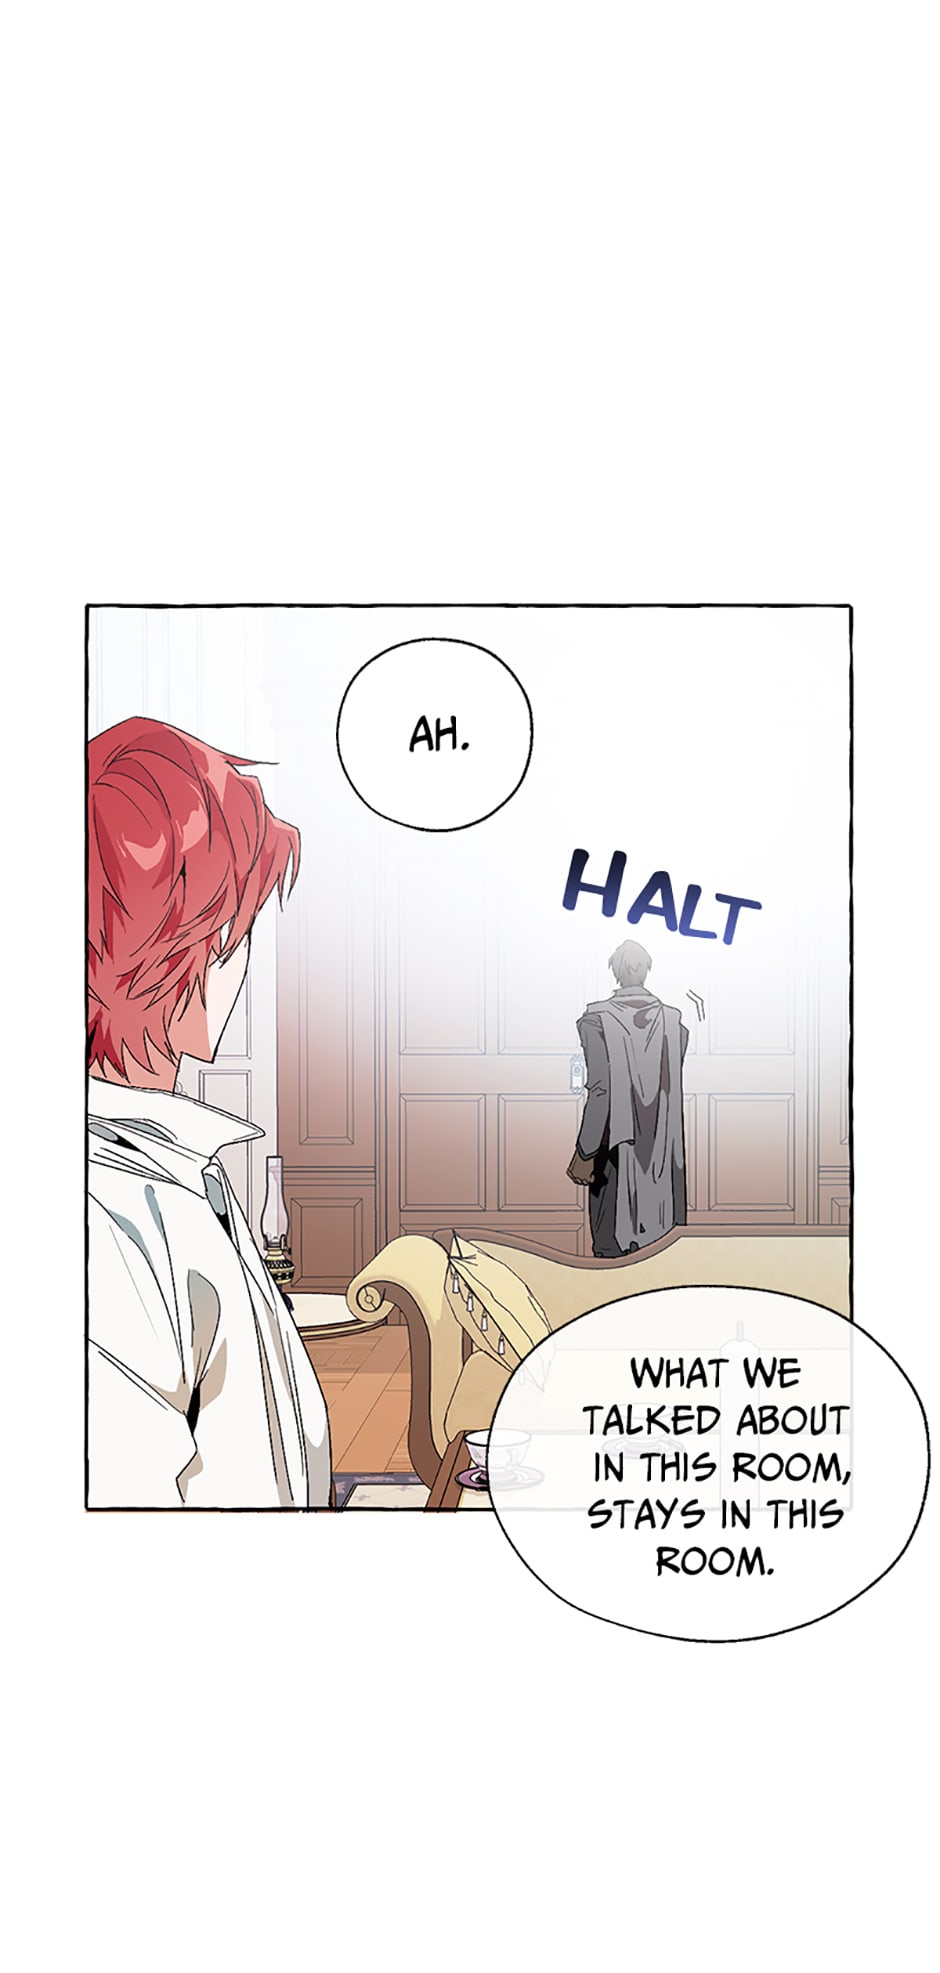 AH.
HALT
WHAT WE
TALKED ABOUT
IN THIS ROOM,
STAYS IN THIS
ROOM.